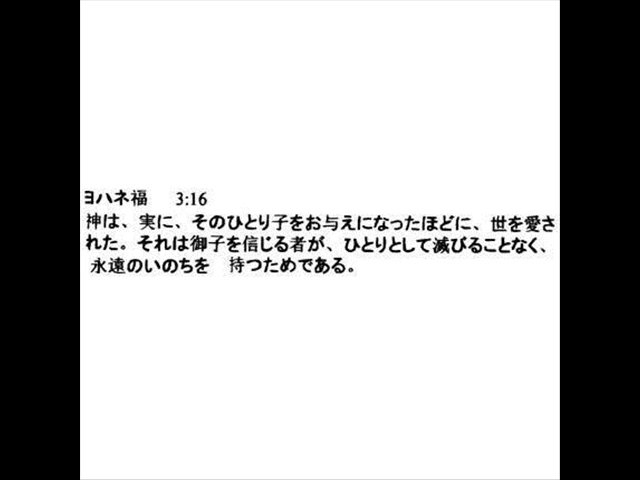 ヨハネ福　3:16
神は、実に、そのひとり子をお与えになったほどに、世を愛さ
れた。それは御子を信じる者が、ひとりとして滅びることなく、
永遠のいのちを　持つためである。